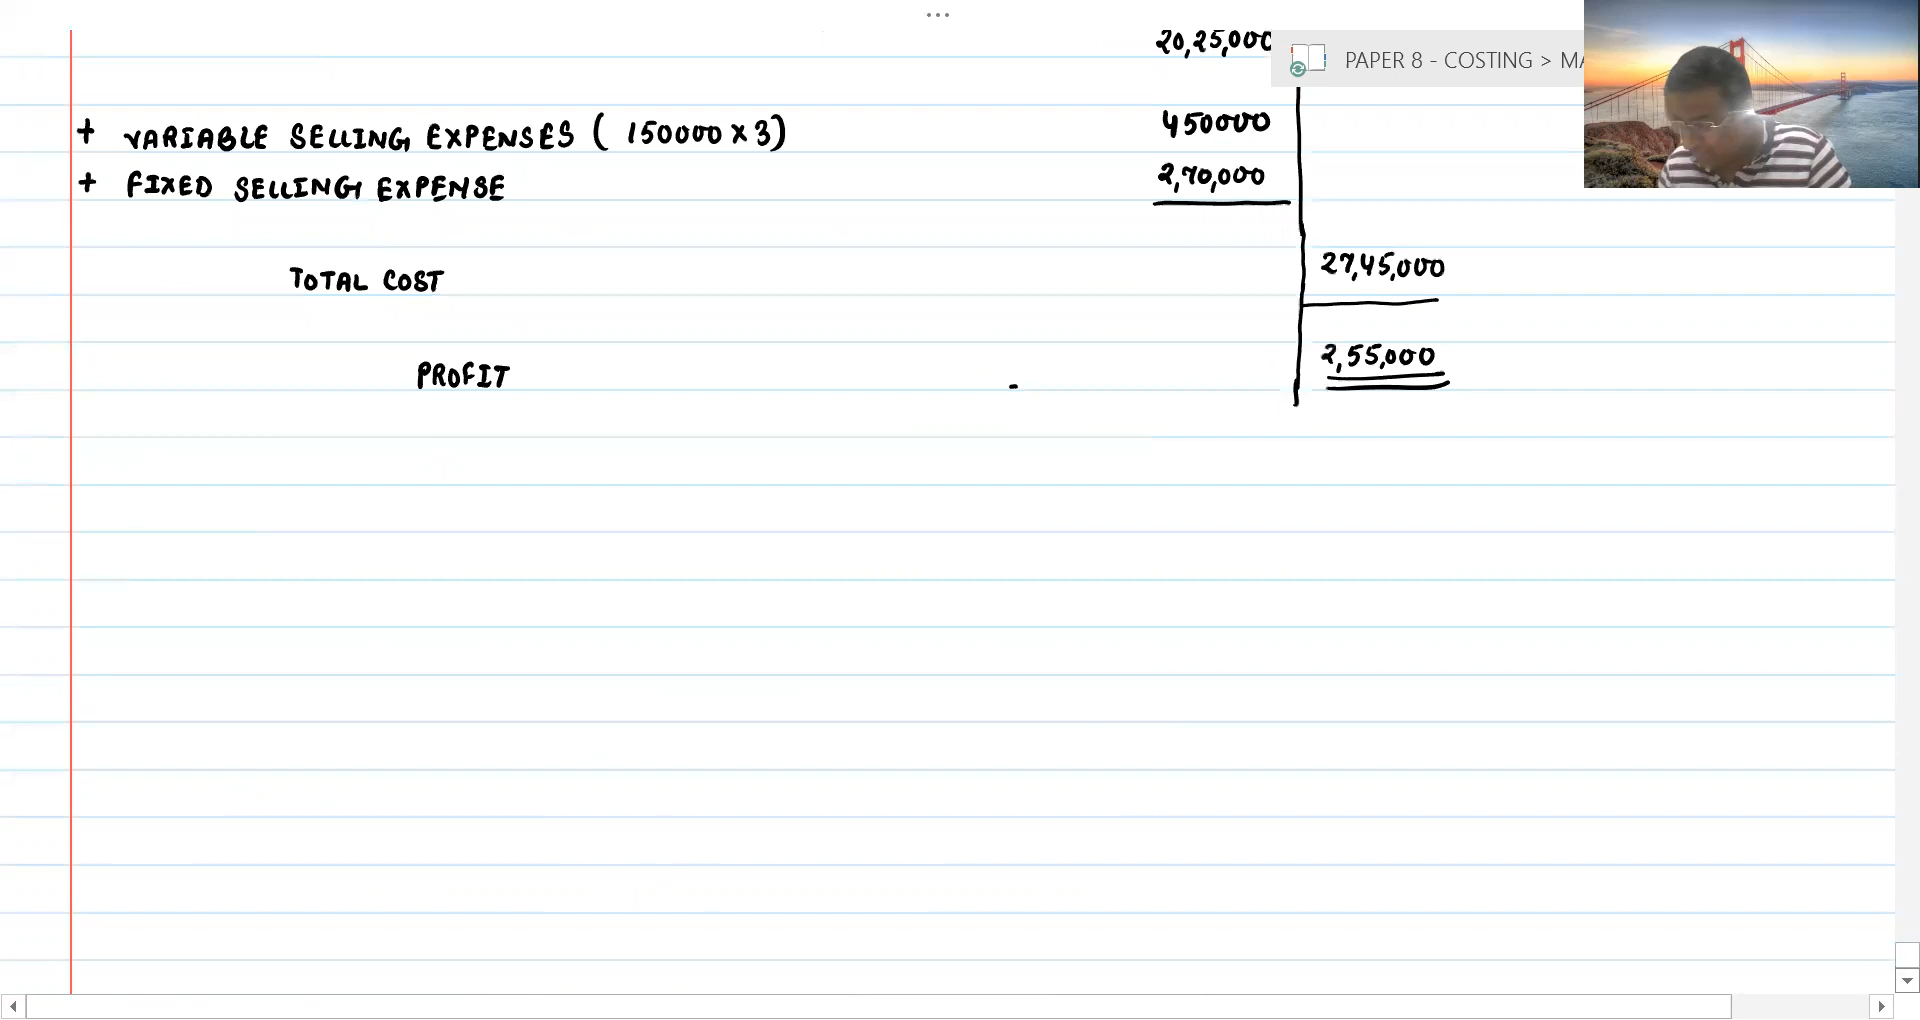 20,25,000
PAPER 8 - COSTING > MA
+ VARIABLE SELLING EXPENSES ( 150000 x 3) 450000
+ FIXED SELLING EXPENSE 2,70,000
TOTAL COST 27,45,000
PROFIT 2,55,000